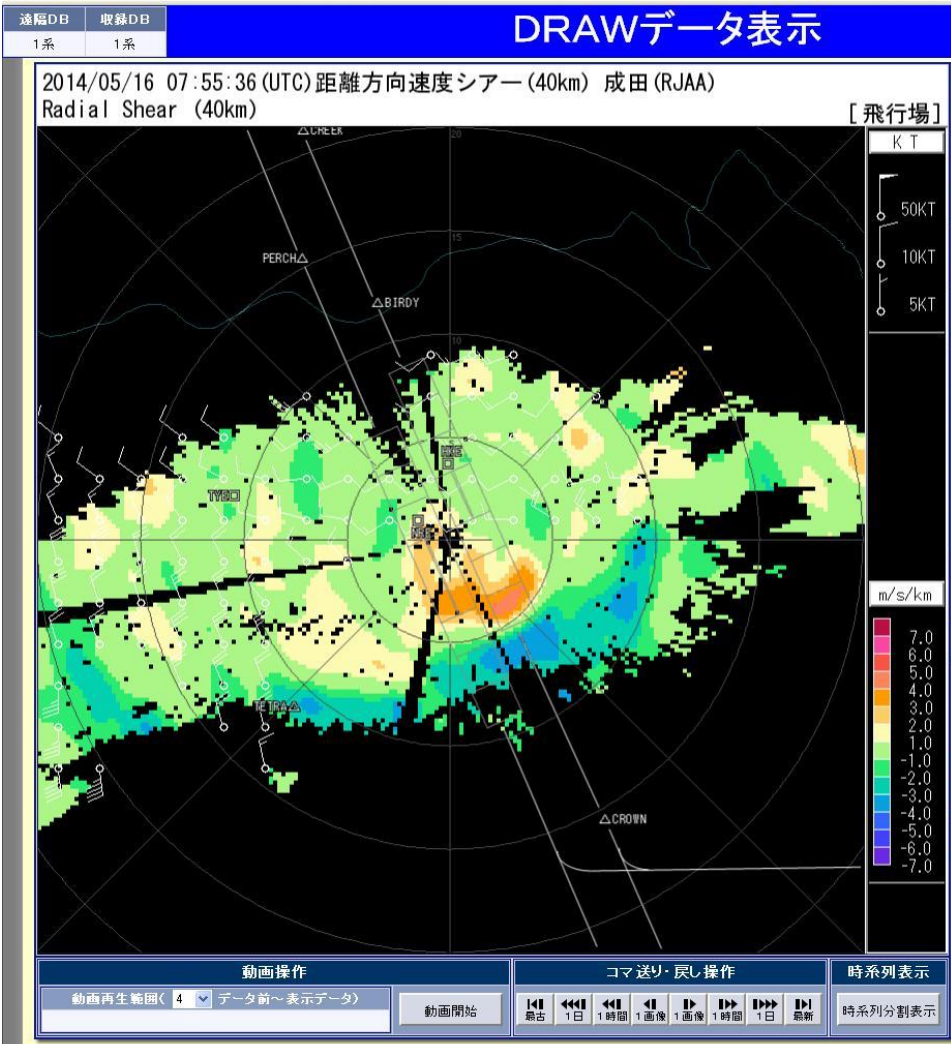 遠隔DB 収録DB
1系 1系
DRAWデータ表示
2014/05/16 07:55:36(UTC)距離方向速度シアー(40km) 成田(RJAA)
Radial Shear (40km)
[飛行場]
KT
50KT
10KT
5KT
CREEK
20
15
PERCH
BIRDY
10
TYE
TETRA
CROWN
m/s/km
7.0
6.0
5.0
4.0
3.0
2.0
1.0
-1.0
-2.0
-3.0
-4.0
-5.0
-6.0
-7.0
動画操作
コマ送り・戻し操作
時系列表示
動画再生範囲( 4 データ前～表示データ)
動画開始
最古 1日 1時間 1画像 1画像 1時間 1日 最新
時系列分割表示